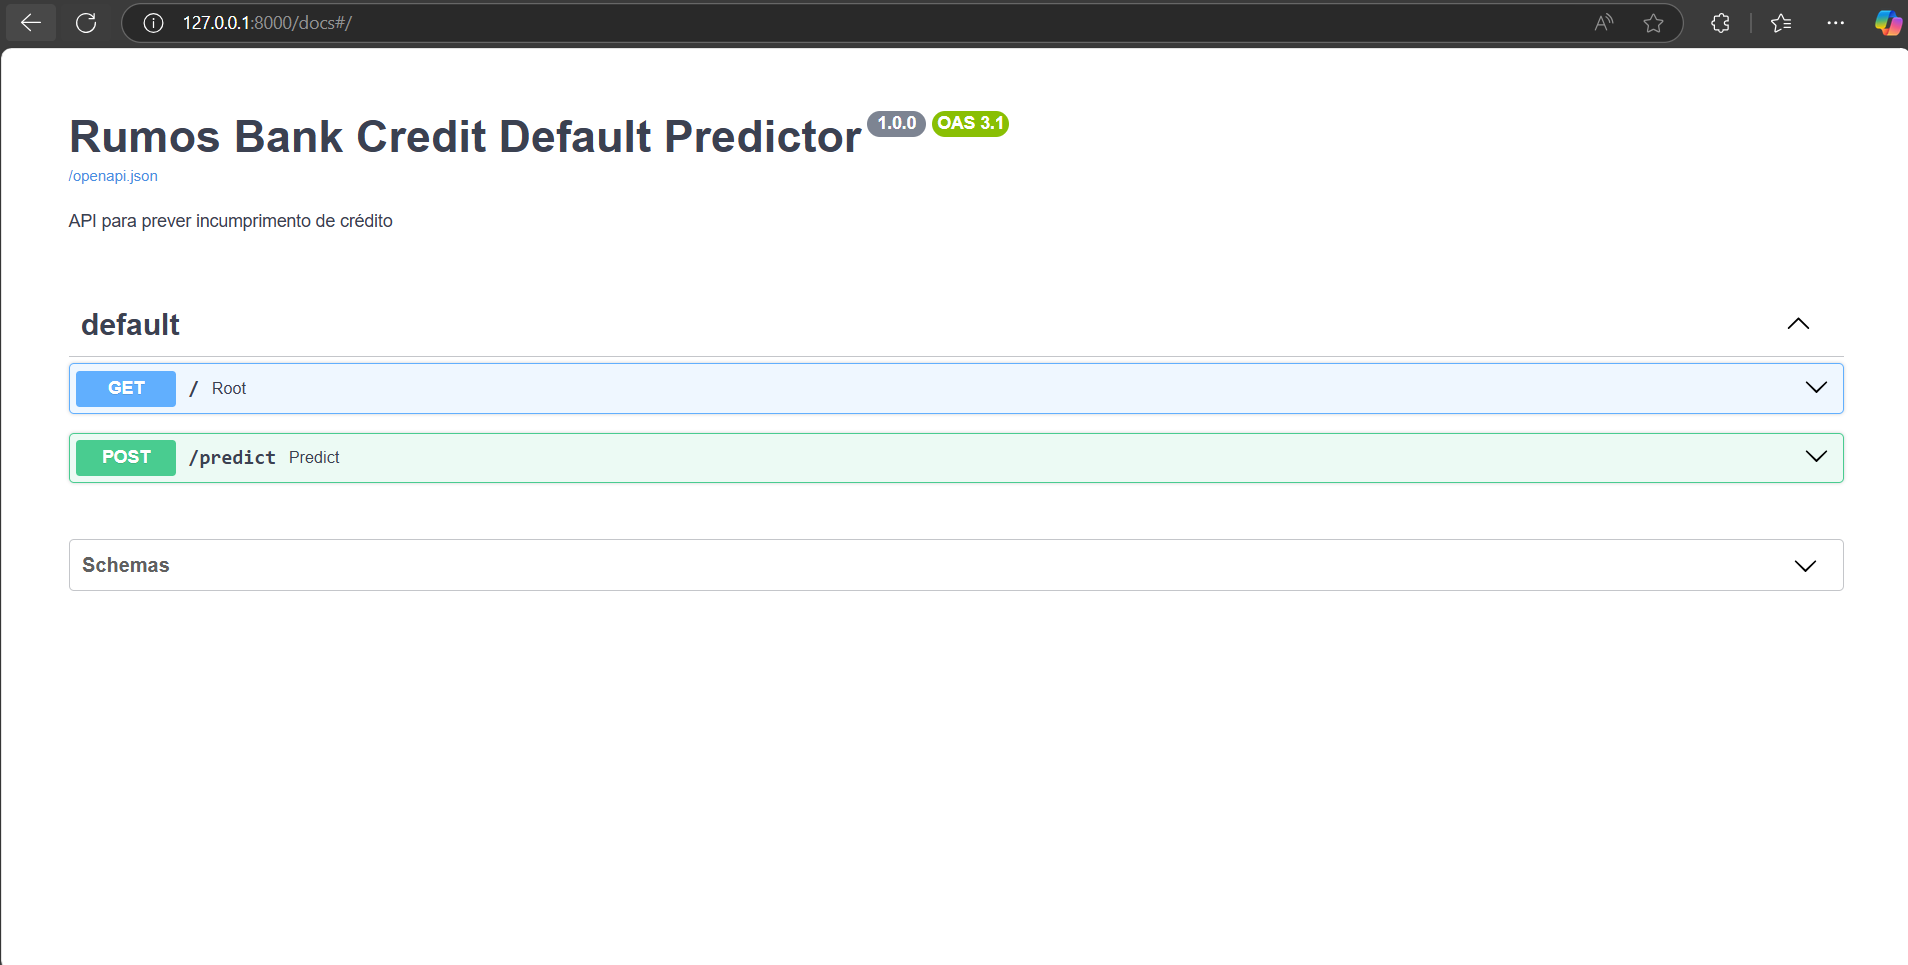 127.0.0.1:8000/docs#/
Rumos Bank Credit Default Predictor 1.0.0 OAS 3.1
/openapi.json
API para prever incumprimento de crédito
default
GET / Root
POST /predict Predict
Schemas